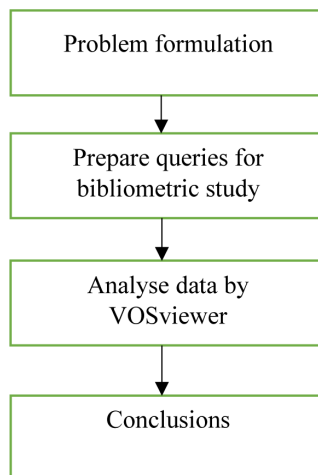 Problem formulation
Prepare queries for
bibliometric study
Analyse data by
VOSviewer
Conclusions